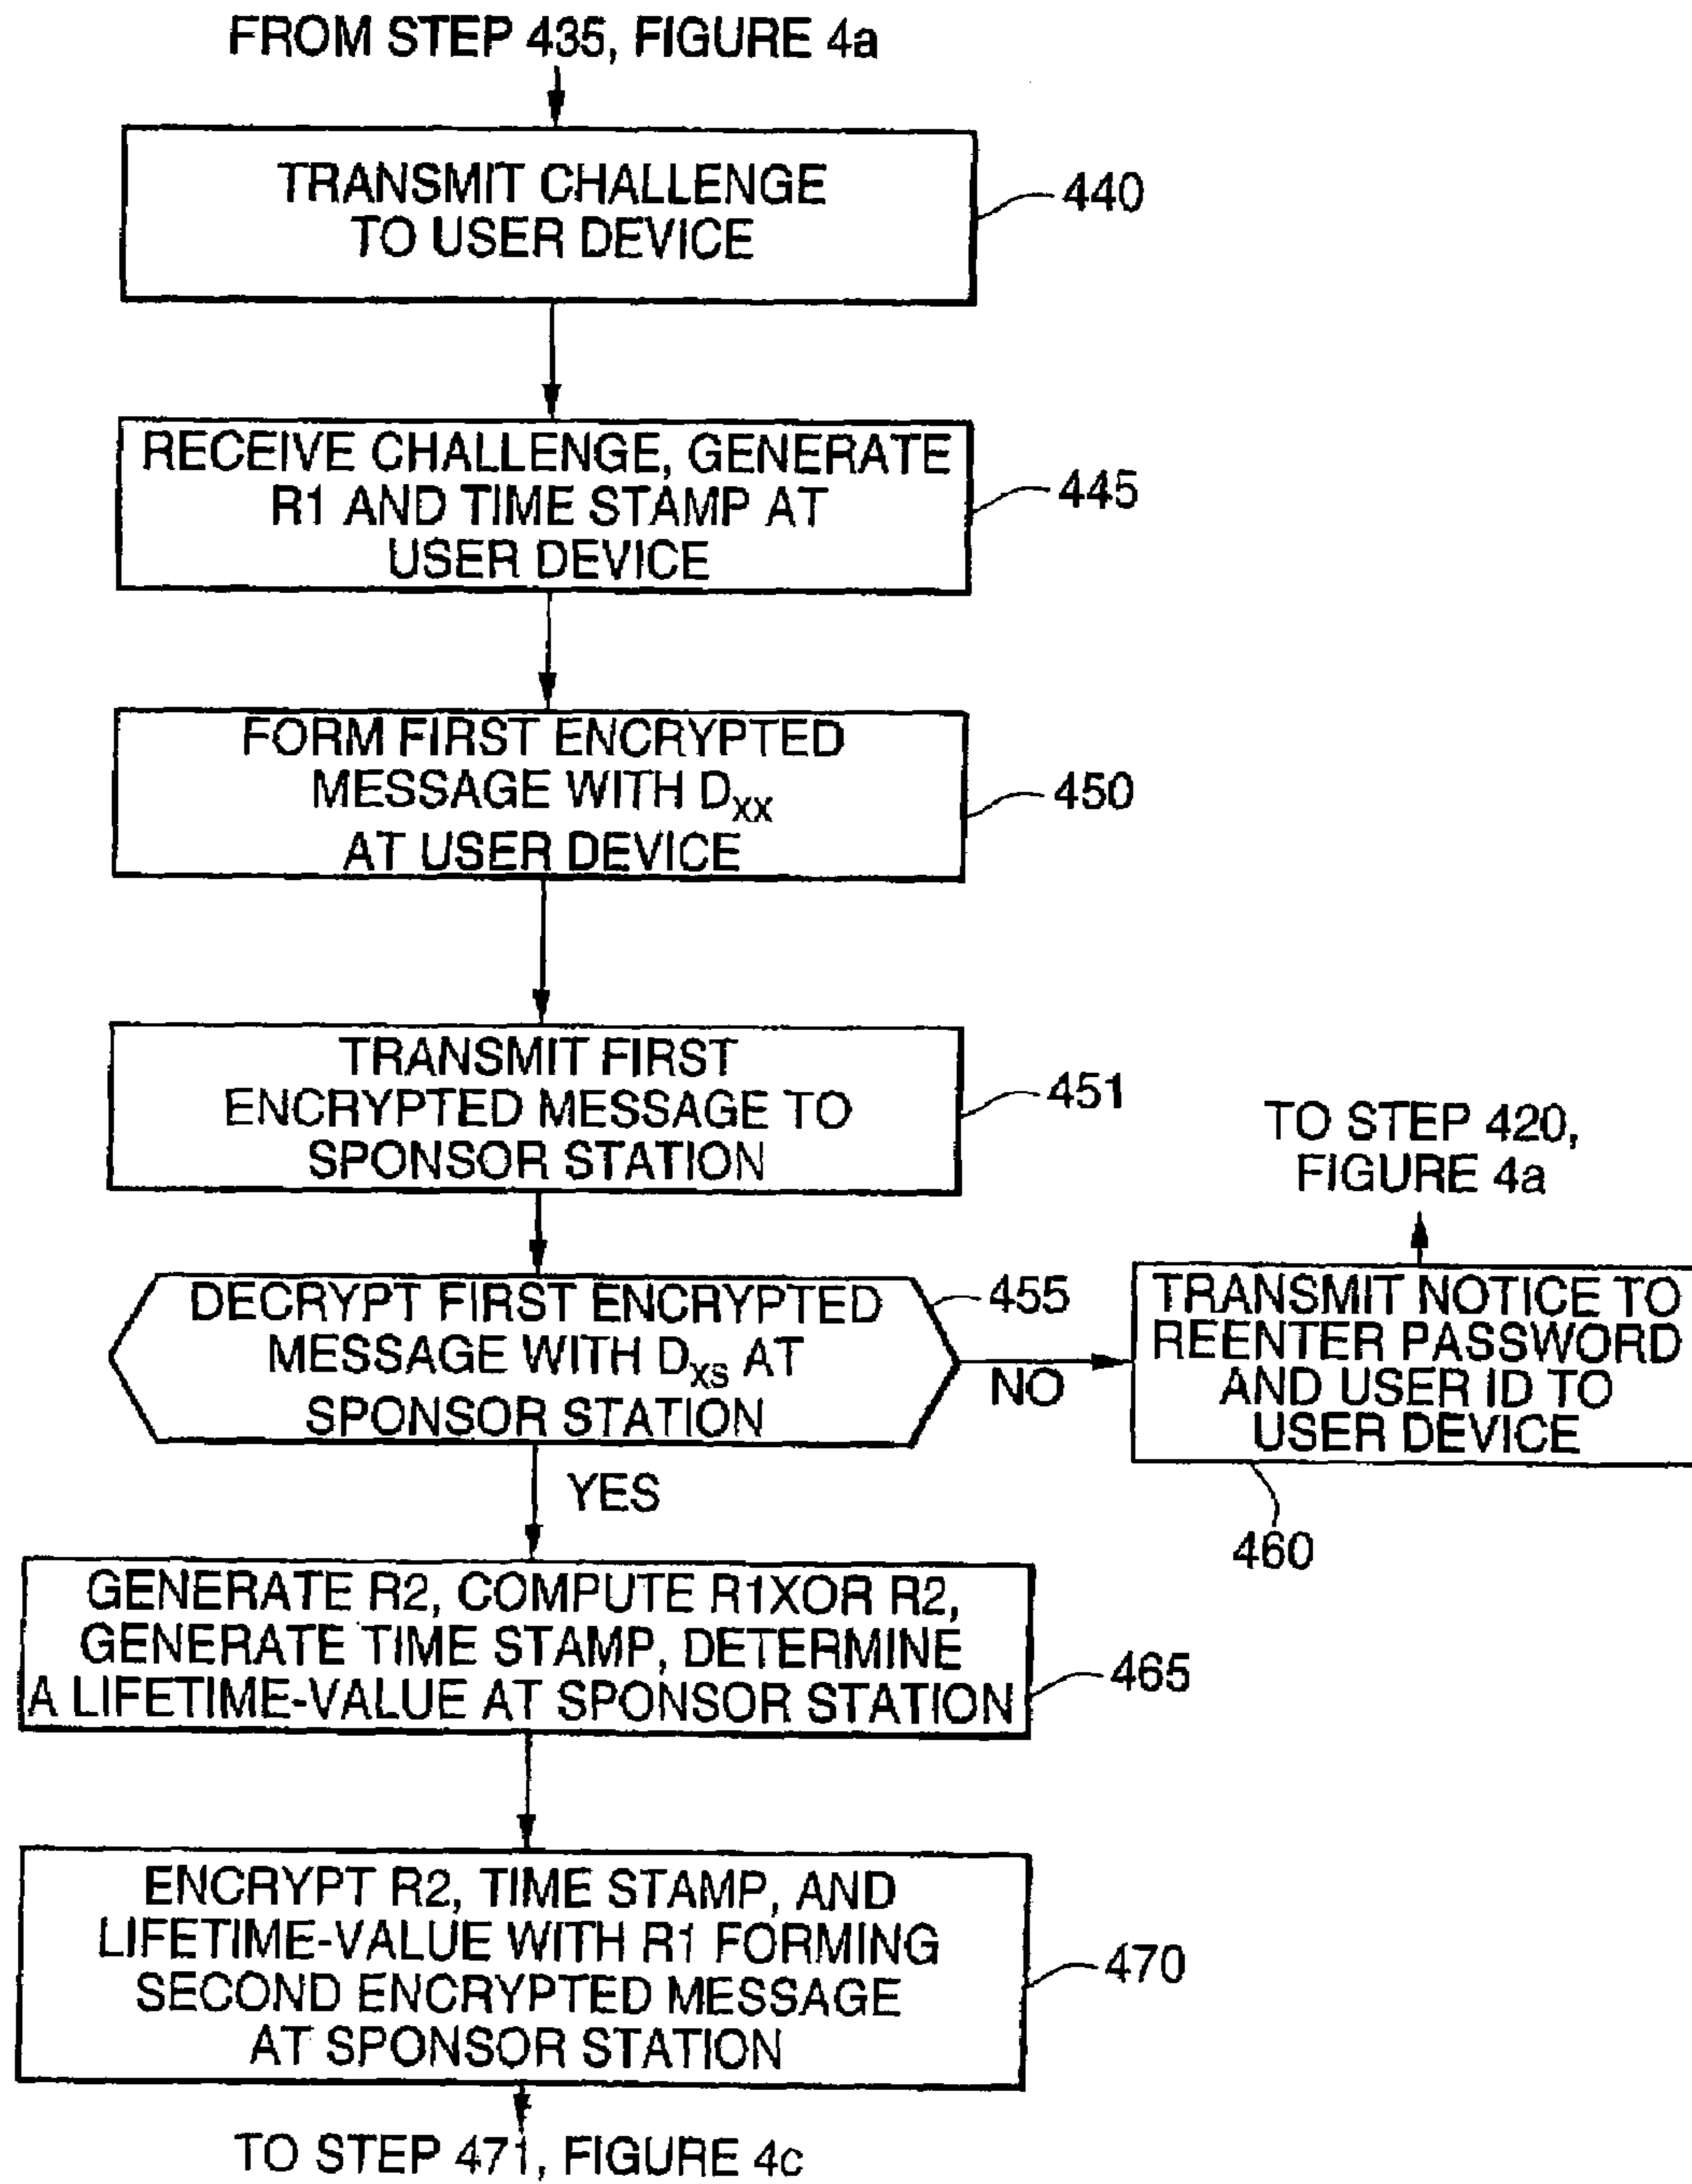 FROM STEP 435, FIGURE 4a
TRANSMIT CHALLENGE
TO USER DEVICE
440
RECEIVE CHALLENGE, GENERATE
R1 AND TIME STAMP AT
USER DEVICE
445
FORM FIRST ENCRYPTED
MESSAGE WITH Dxx
AT USER DEVICE
450
TRANSMIT FIRST
ENCRYPTED MESSAGE TO
SPONSOR STATION
451
DECRYPT FIRST ENCRYPTED
MESSAGE WITH Dxs AT
SPONSOR STATION
455
NO
TO STEP 420,
FIGURE 4a
TRANSMIT NOTICE TO
REENTER PASSWORD
AND USER ID TO
USER DEVICE
460
YES
GENERATE R2, COMPUTE R1XOR R2,
GENERATE TIME STAMP, DETERMINE
A LIFETIME-VALUE AT SPONSOR STATION
465
ENCRYPT R2, TIME STAMP, AND
LIFETIME-VALUE WITH R1 FORMING
SECOND ENCRYPTED MESSAGE
AT SPONSOR STATION
470
TO STEP 471, FIGURE 4c